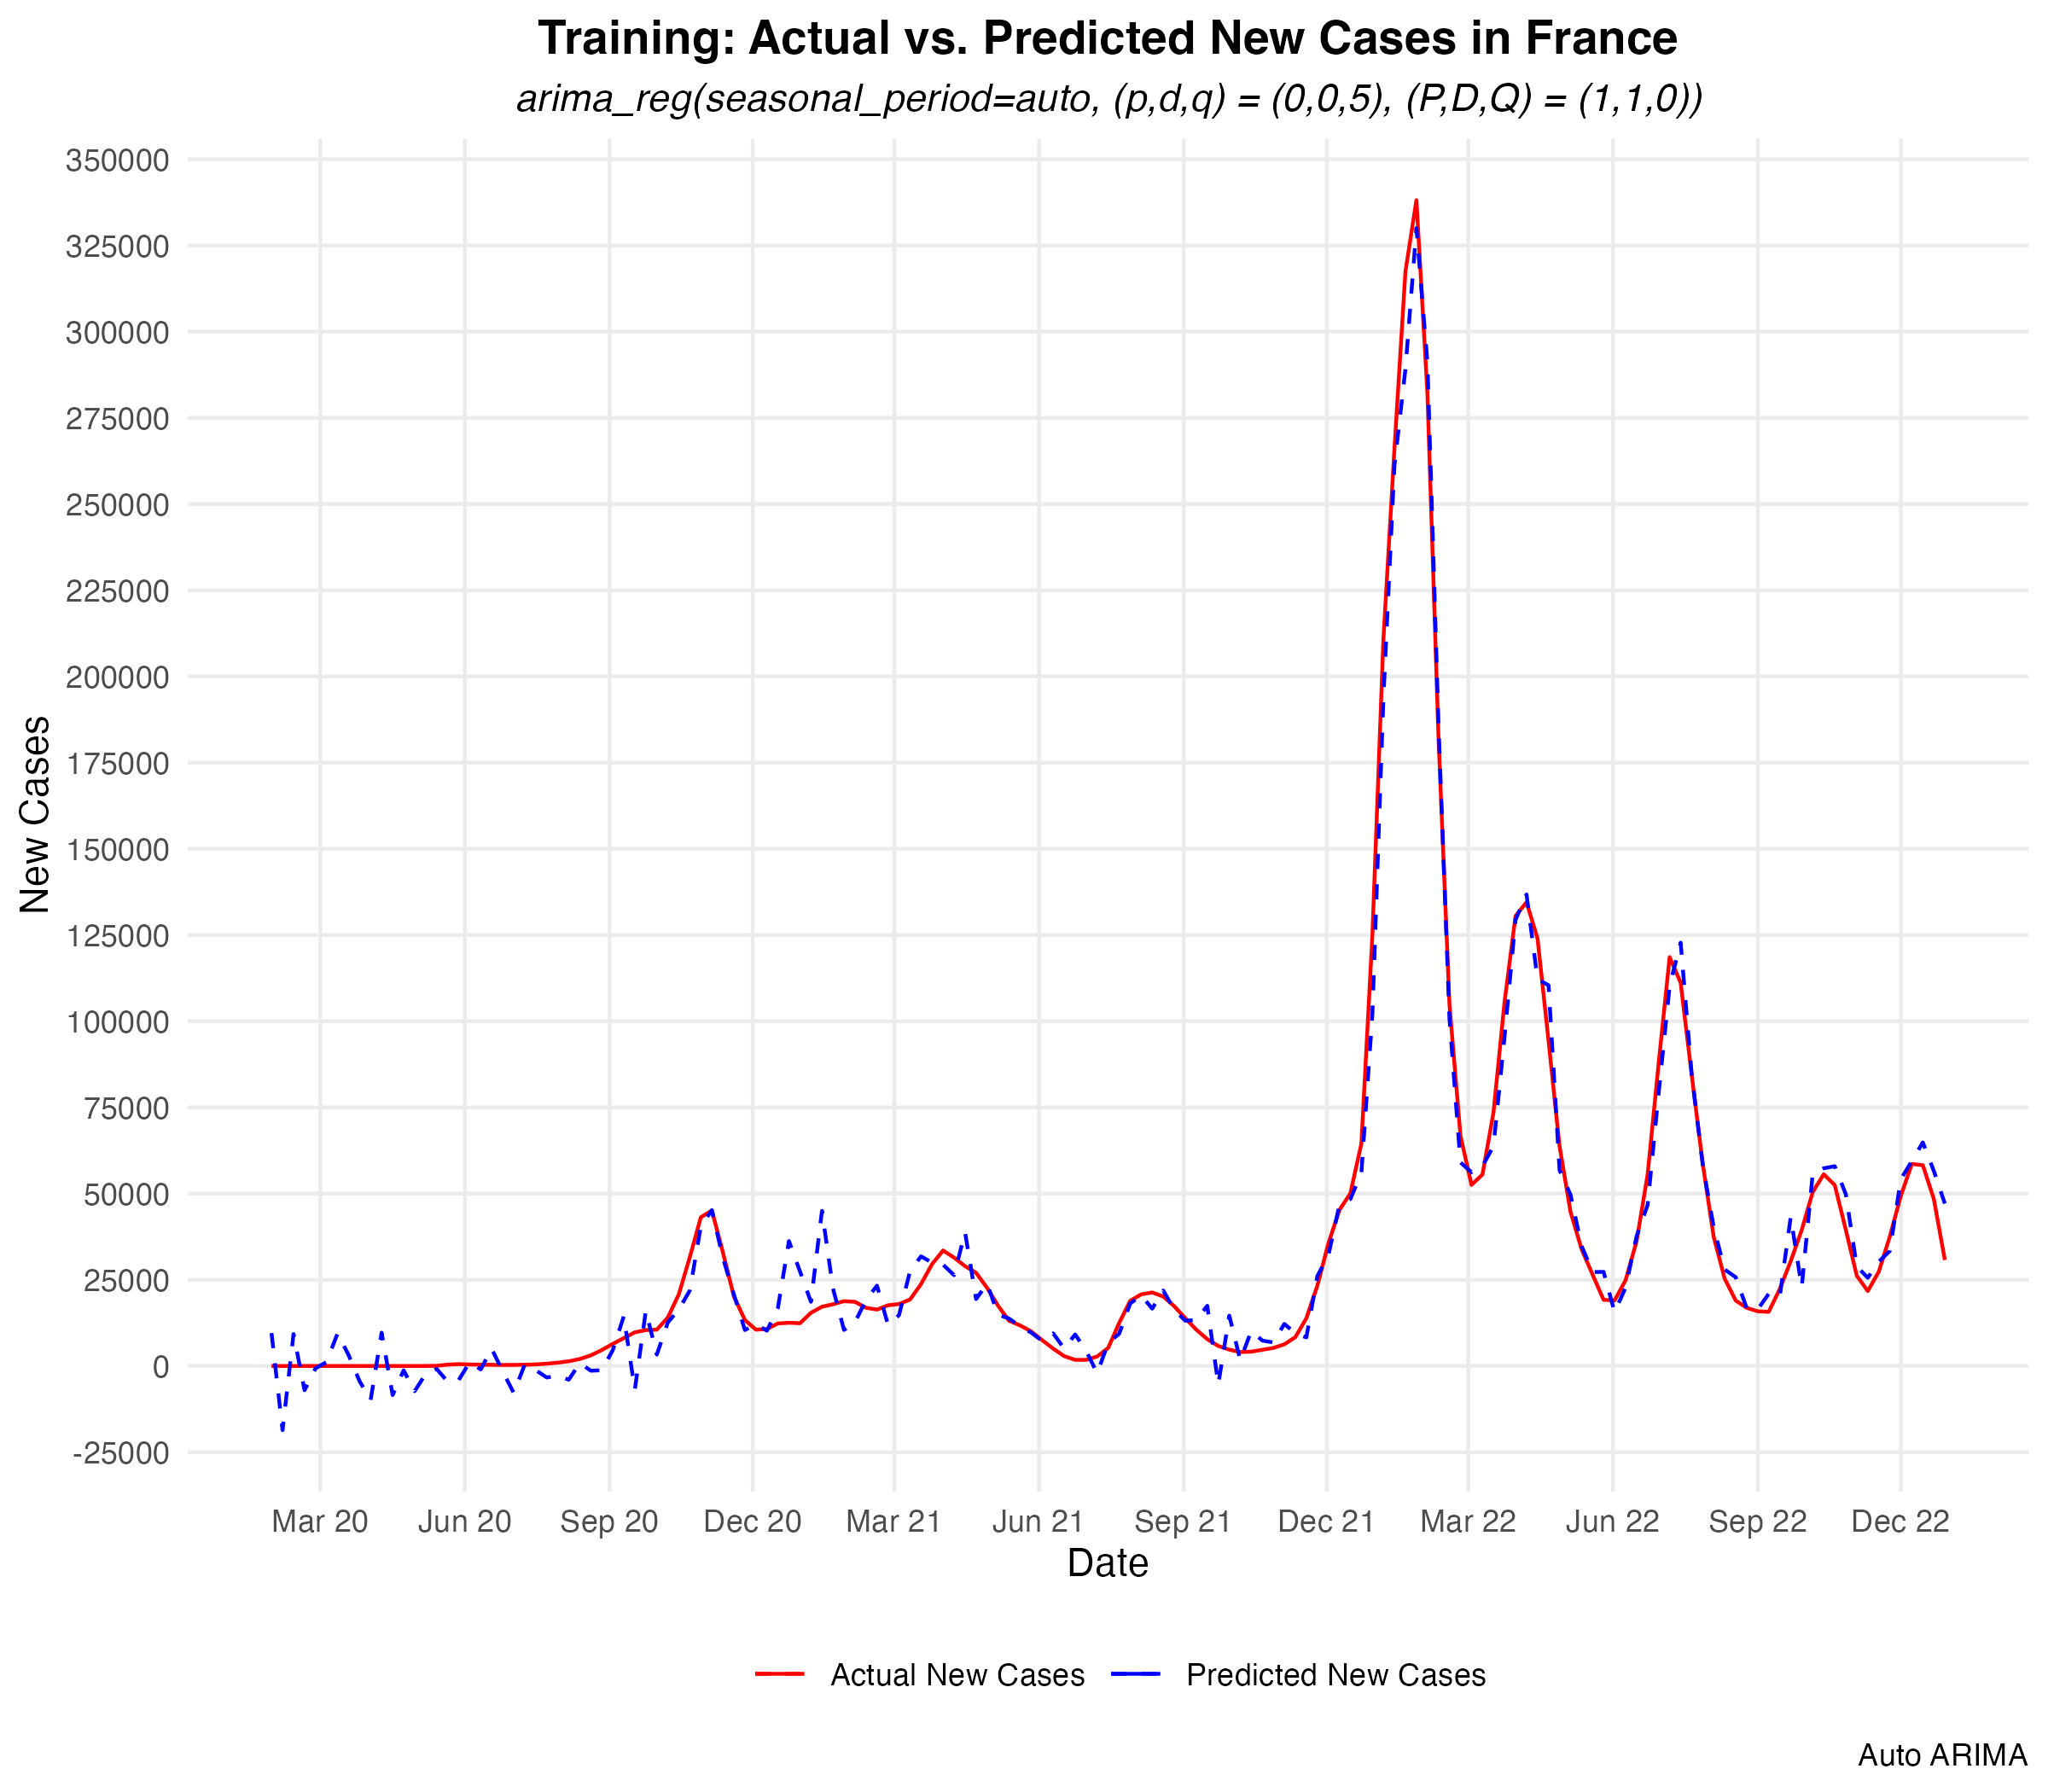 Training: Actual vs. Predicted New Cases in France
arima_reg(seasonal_period=auto, (p,d,q) = (0,0,5), (P,D,Q) = (1,1,0))
350000
325000
300000
275000
250000
225000
200000
175000
150000
125000
100000
75000
50000
25000
0
-25000
New Cases
Mar 20 Jun 20 Sep 20 Dec 20 Mar 21 Jun 21 Sep 21 Dec 21 Mar 22 Jun 22 Sep 22 Dec 22
Date
Actual New Cases Predicted New Cases
Auto ARIMA